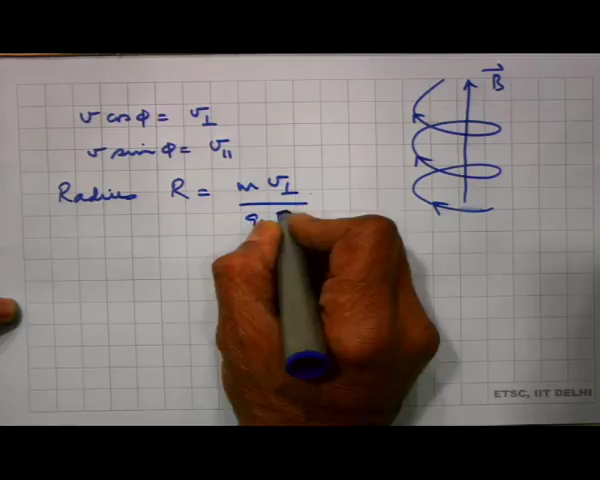 v cos φ = v⊥
v sin φ = v∥
Radius R = m v⊥
q
B⃗
ETSC, IIT DELHI